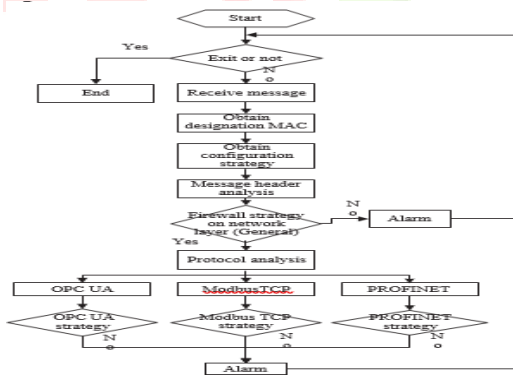 Start
Yes
Exit or not
N
o
End
Receive message
Obtain
designation MAC
Obtain
configuration
strategy
Message header
analysis
Firewall strategy
on network
layer (General)
N
o
Alarm
Yes
Protocol analysis
OPC UA
ModbusTCP
PROFINET
OPC UA
strategy
Modbus TCP
strategy
PROFINET
strategy
N
o
N
o
N
o
Alarm